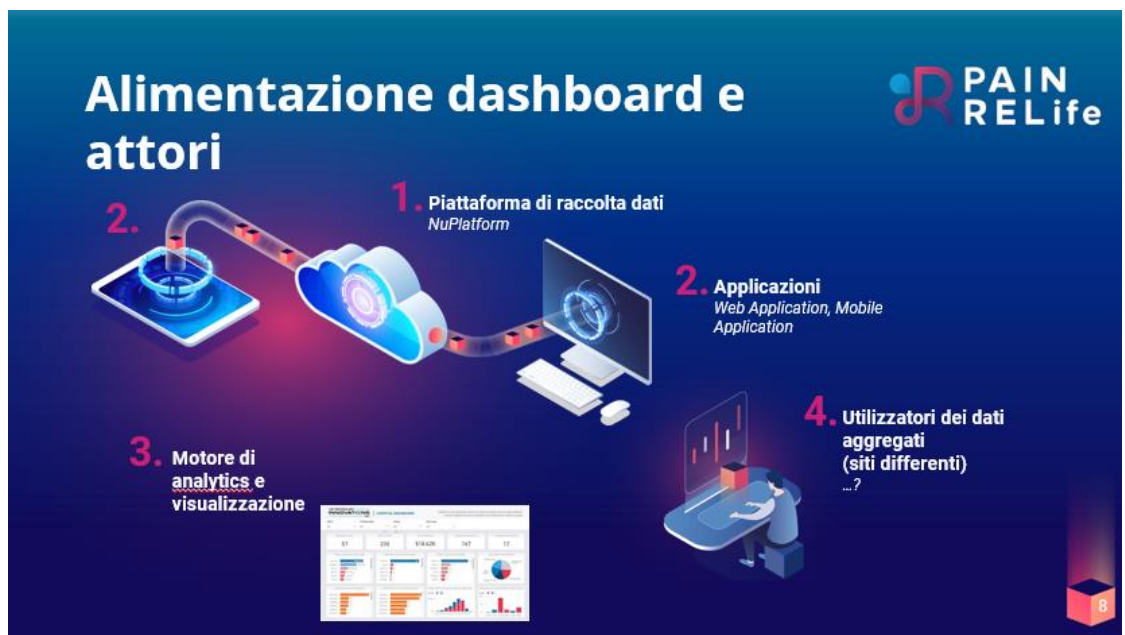 Alimentazione dashboard e
attori
PAIN
RELife
2.
1. Piattaforma di raccolta dati
NuPlatform
2. Applicazioni
Web Application, Mobile
Application
3. Motore di
analytics e
visualizzazione
4. Utilizzatori dei dati
aggregati
(siti differenti)
...?
INNOVATIONS
8